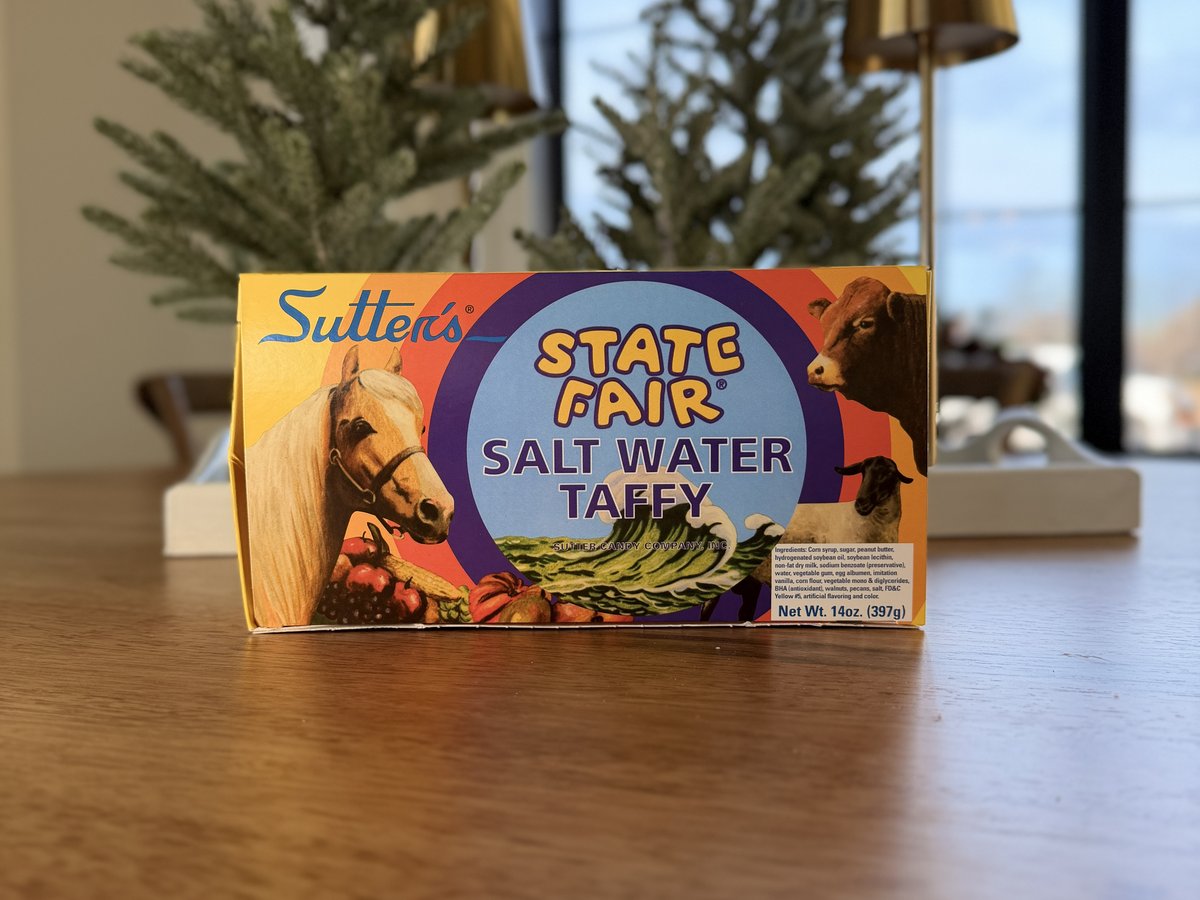 Sutter's®
STATE
FAIR®
SALT WATER
TAFFY
SUTTER CANDY COMPANY, INC.
Ingredients: Corn syrup, sugar, peanut butter,
hydrogenated soybean oil, soybean lecithin,
non-fat dry milk, sodium benzoate (preservative),
water, vegetable gum, egg albumen, imitation
vanilla, corn flour, vegetable mono & diglycerides,
BHA (antioxidant), walnuts, pecans, salt, FD&C
Yellow #5, artificial flavoring and color.
Net Wt. 14oz. (397g)